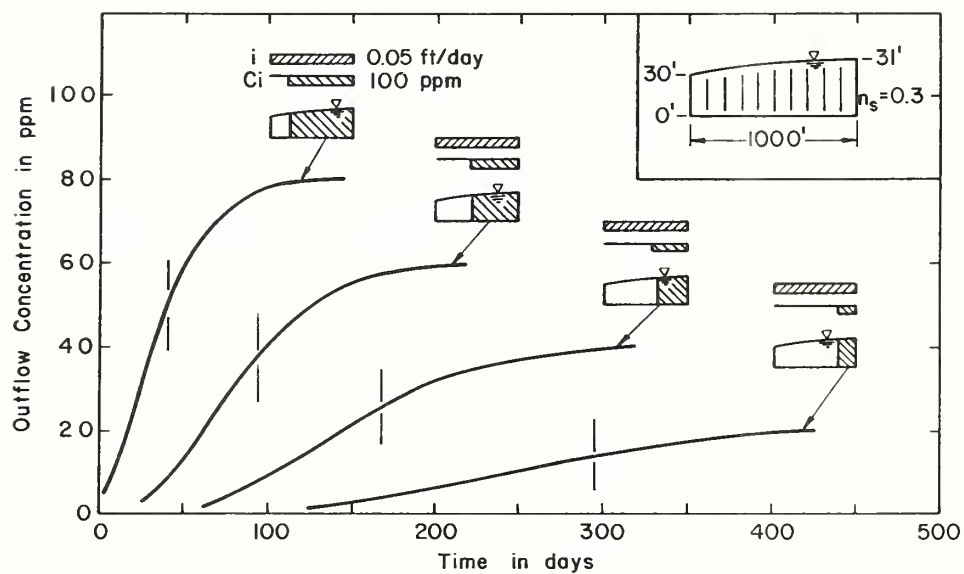 i 0.05 ft/day
Ci 100 ppm
30'
0'
-31'
nₛ=0.3
1000'
Outflow Concentration in ppm
100
80
60
40
20
0
0 100 200 300 400 500
Time in days